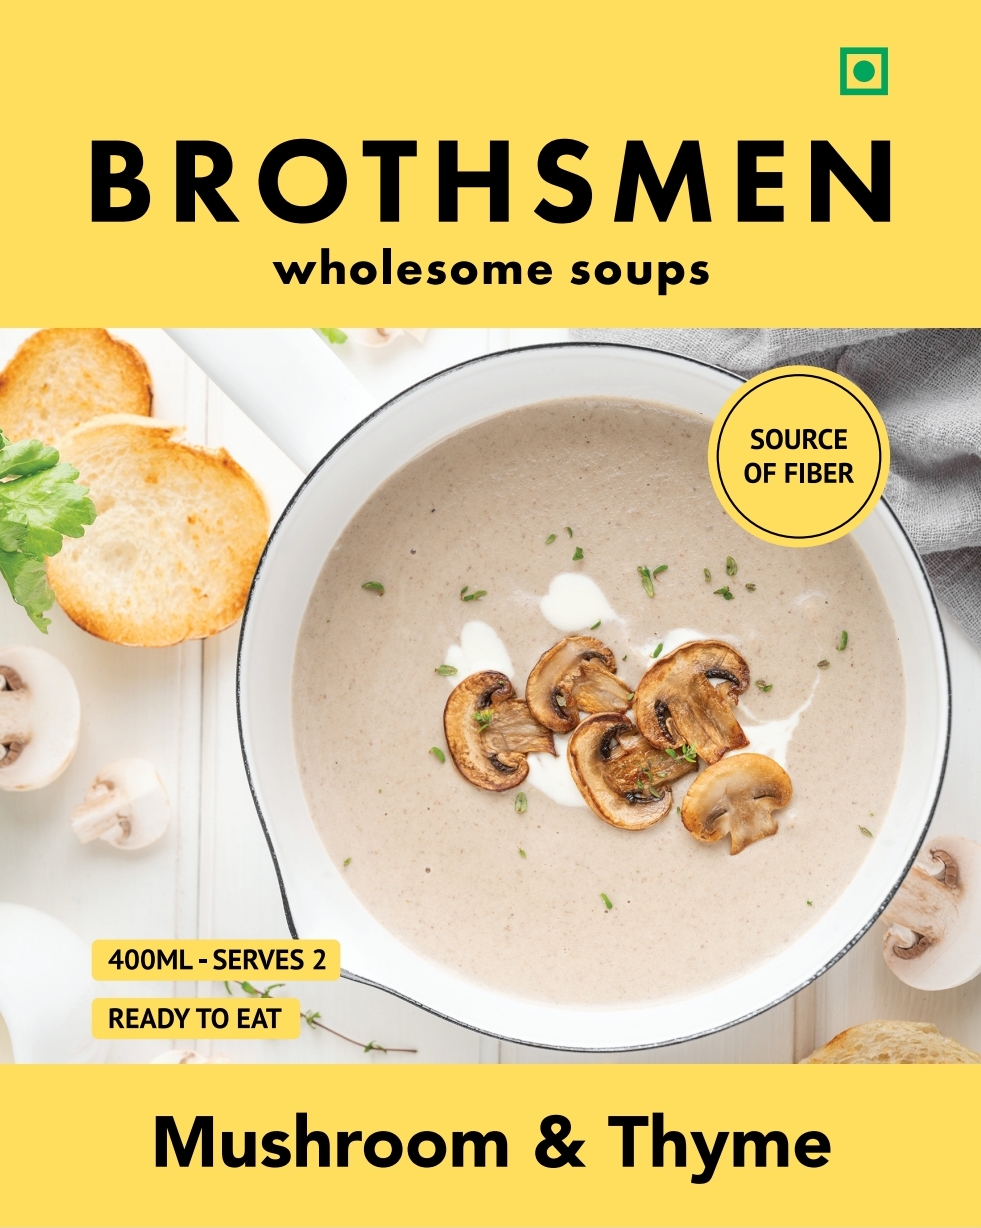 BROTHSMEN
wholesome soups
SOURCE
OF FIBER
400ML - SERVES 2
READY TO EAT
Mushroom & Thyme